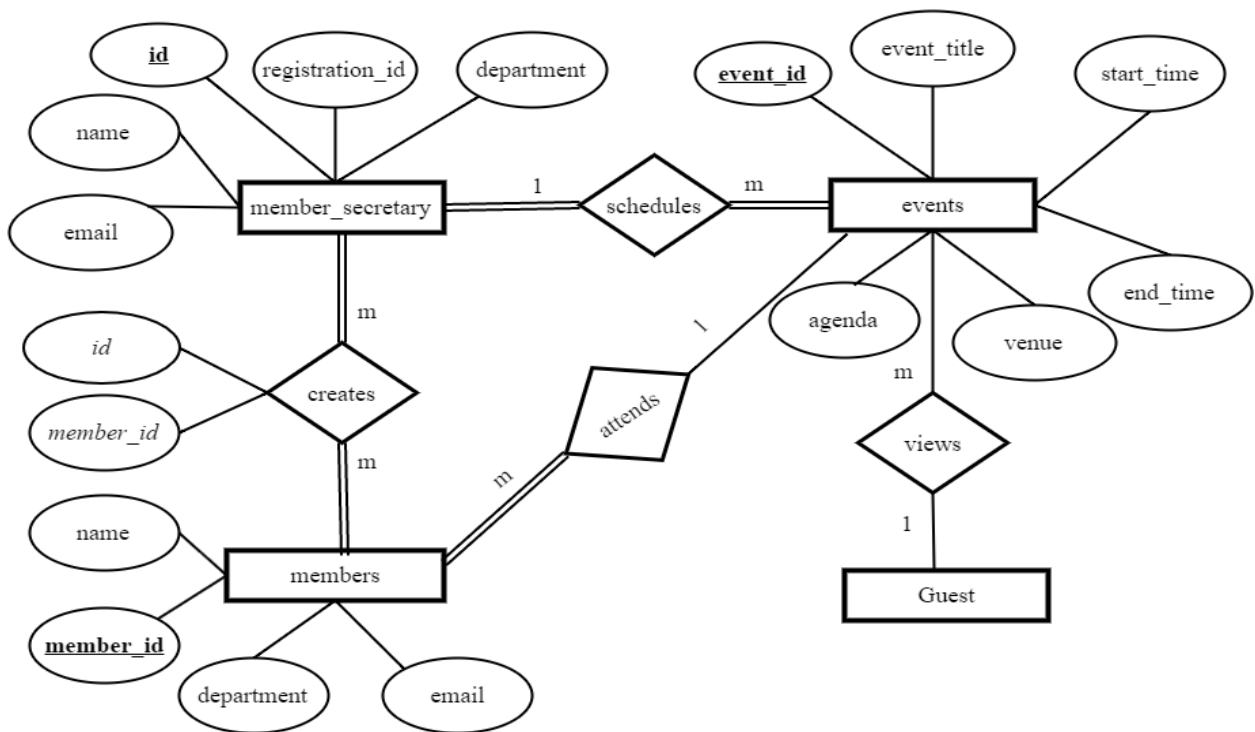 id
registration_id
department
name
email
member_secretary
1
schedules
m
event_id
event_title
start_time
events
end_time
agenda
venue
m
id
member_id
creates
m
1
attends
m
m
views
1
Guest
name
members
member_id
department
email